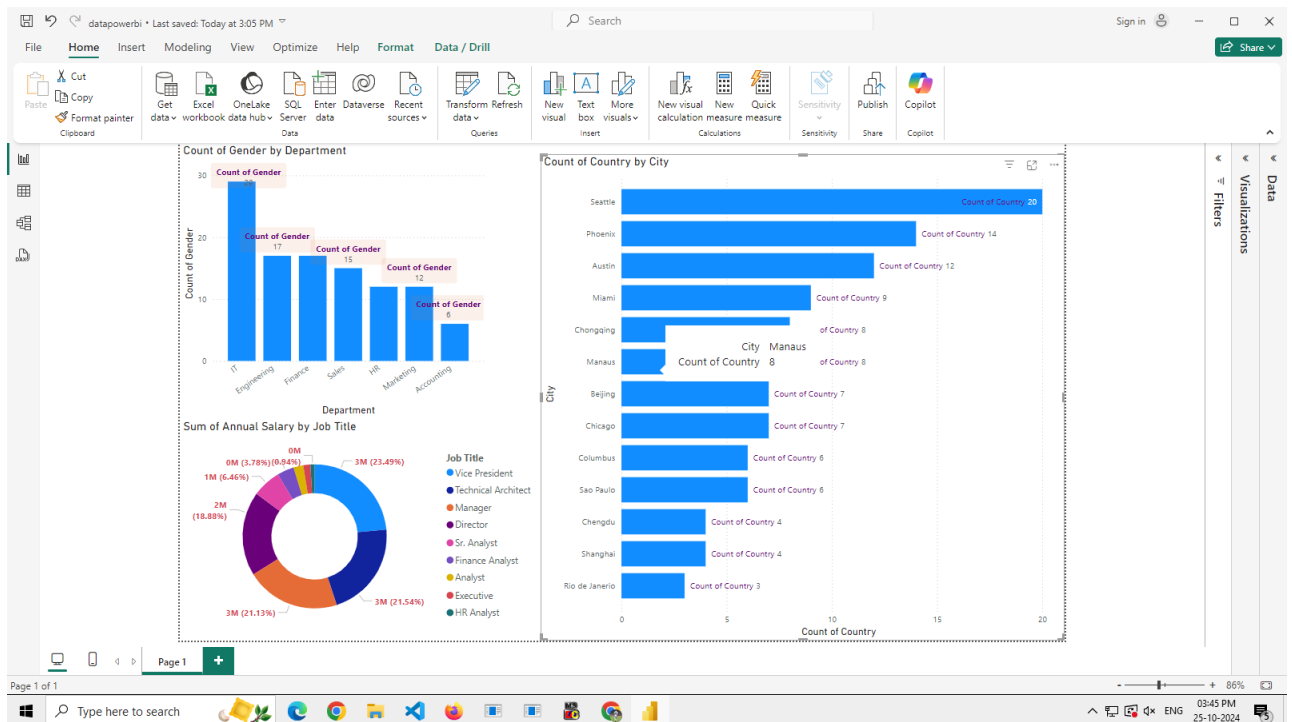 datapowerbi • Last saved: Today at 3:05 PM
Search
Sign in
File Home Insert Modeling View Optimize Help Format Data / Drill
Share
Paste
Cut
Copy
Format painter
Clipboard
Get data
Excel workbook
OneLake data hub
SQL Server
Enter data
Dataverse
Recent sources
Data
Transform data
Refresh
Queries
New visual
Text box
More visuals
Insert
New visual calculation
New measure
Quick measure
Calculations
Sensitivity
Sensitivity
Publish
Share
Copilot
Copilot
Count of Gender by Department
Count of Gender
30
20
10
0
Count of Gender
Count of Gender
17
Count of Gender
15
Count of Gender
12
Count of Gender
6
IT
Engineering
Finance
Sales
HR
Marketing
Accounting
Department
Sum of Annual Salary by Job Title
0M
0M (3.78%)
(0.94%)
1M (6.46%)
2M
(18.88%)
3M (21.13%)
3M (21.54%)
3M (23.49%)
Job Title
Vice President
Technical Architect
Manager
Director
Sr. Analyst
Finance Analyst
Analyst
Executive
HR Analyst
Count of Country by City
City
Seattle Count of Country 20
Phoenix Count of Country 14
Austin Count of Country 12
Miami Count of Country 9
Chongqing of Country 8
City Manaus
Count of Country 8
Manaus of Country 8
Beijing Count of Country 7
Chicago Count of Country 7
Columbus Count of Country 6
Sao Paulo Count of Country 6
Chengdu Count of Country 4
Shanghai Count of Country 4
Rio de Janerio Count of Country 3
0 5 10 15 20
Count of Country
Filters
Visualizations
Data
Page 1
Page 1 of 1
86%
Type here to search
ENG
03:45 PM
25-10-2024